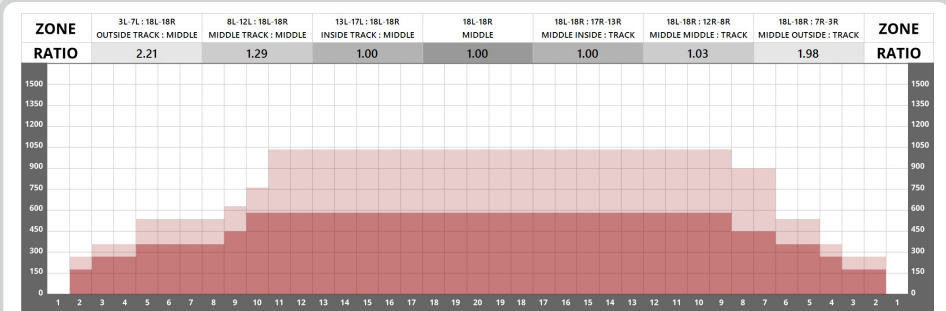 ZONE 3L-7L : 18L-18R 8L-12L : 18L-18R 13L-17L : 18L-18R 18L-18R 18L-18R : 17R-13R 18L-18R : 12R-8R 18L-18R : 7R-3R ZONE
OUTSIDE TRACK : MIDDLE MIDDLE TRACK : MIDDLE INSIDE TRACK : MIDDLE MIDDLE MIDDLE INSIDE : TRACK MIDDLE MIDDLE : TRACK MIDDLE OUTSIDE : TRACK
RATIO 2.21 1.29 1.00 1.00 1.00 1.03 1.98 RATIO
1500 1500
1350 1350
1200 1200
1050 1050
900 900
750 750
600 600
450 450
300 300
150 150
0 0
1 2 3 4 5 6 7 8 9 10 11 12 13 14 15 16 17 18 19 20 19 18 17 16 15 14 13 12 11 10 9 8 7 6 5 4 3 2 1